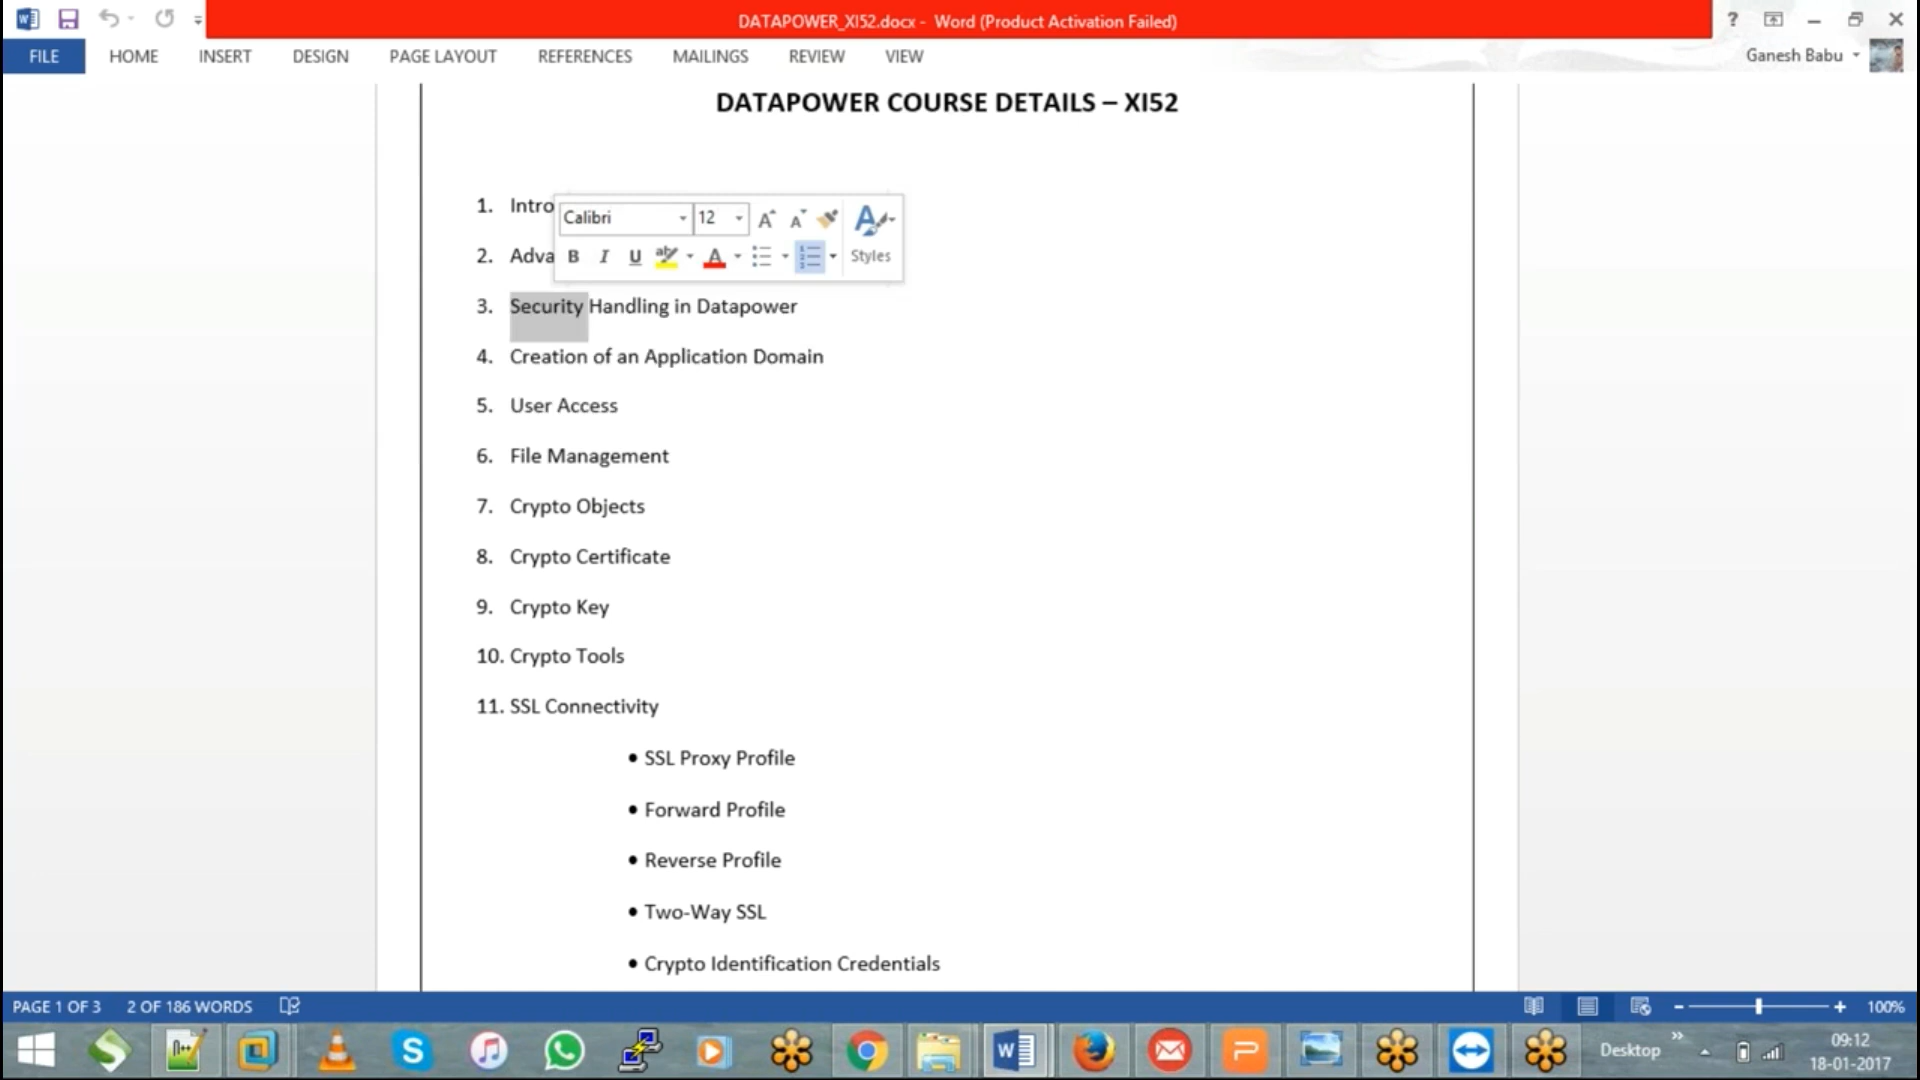 DATAPOWER_XI52.docx - Word (Product Activation Failed)
?
FILE HOME INSERT DESIGN PAGE LAYOUT REFERENCES MAILINGS REVIEW VIEW Ganesh Babu
DATAPOWER COURSE DETAILS – XI52
1. Intro
Calibri 12
2. Adva
B I U Styles
3. Security Handling in Datapower
4. Creation of an Application Domain
5. User Access
6. File Management
7. Crypto Objects
8. Crypto Certificate
9. Crypto Key
10. Crypto Tools
11. SSL Connectivity
• SSL Proxy Profile
• Forward Profile
• Reverse Profile
• Two-Way SSL
• Crypto Identification Credentials
PAGE 1 OF 3 2 OF 186 WORDS 100%
Desktop 09:12
18-01-2017